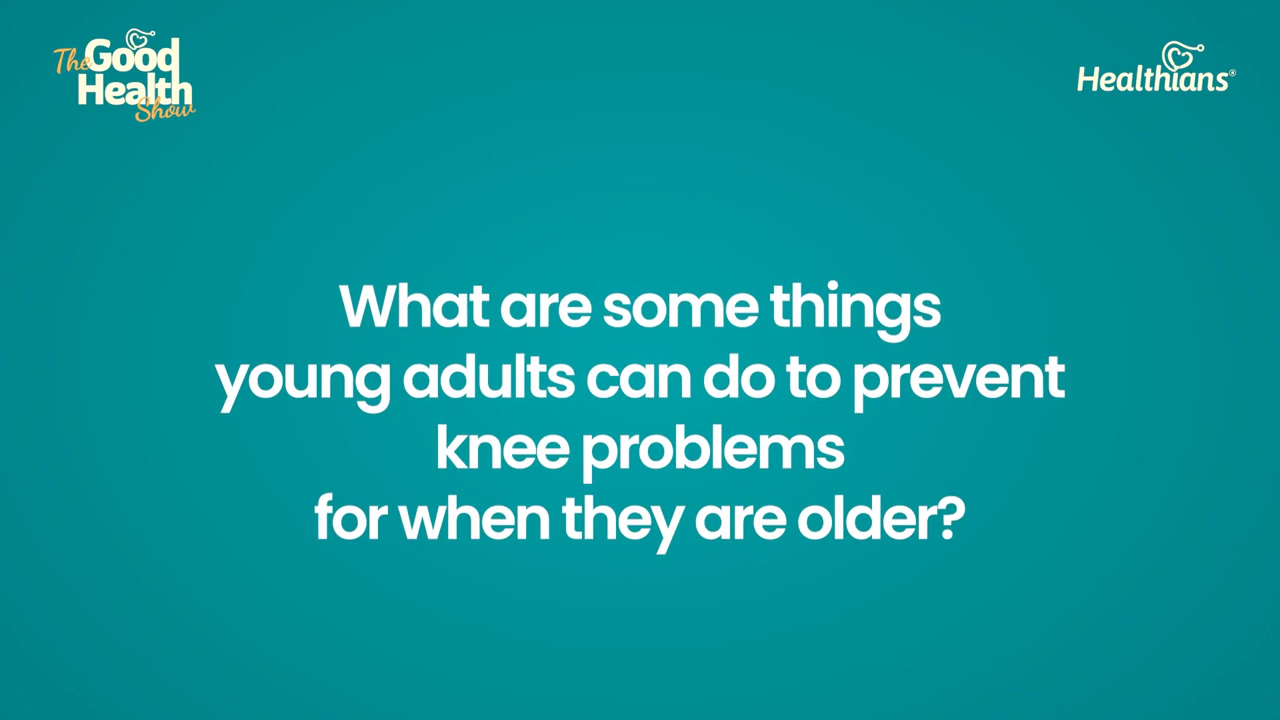 The Good
Health
Show
Healthians®
What are some things
young adults can do to prevent
knee problems
for when they are older?